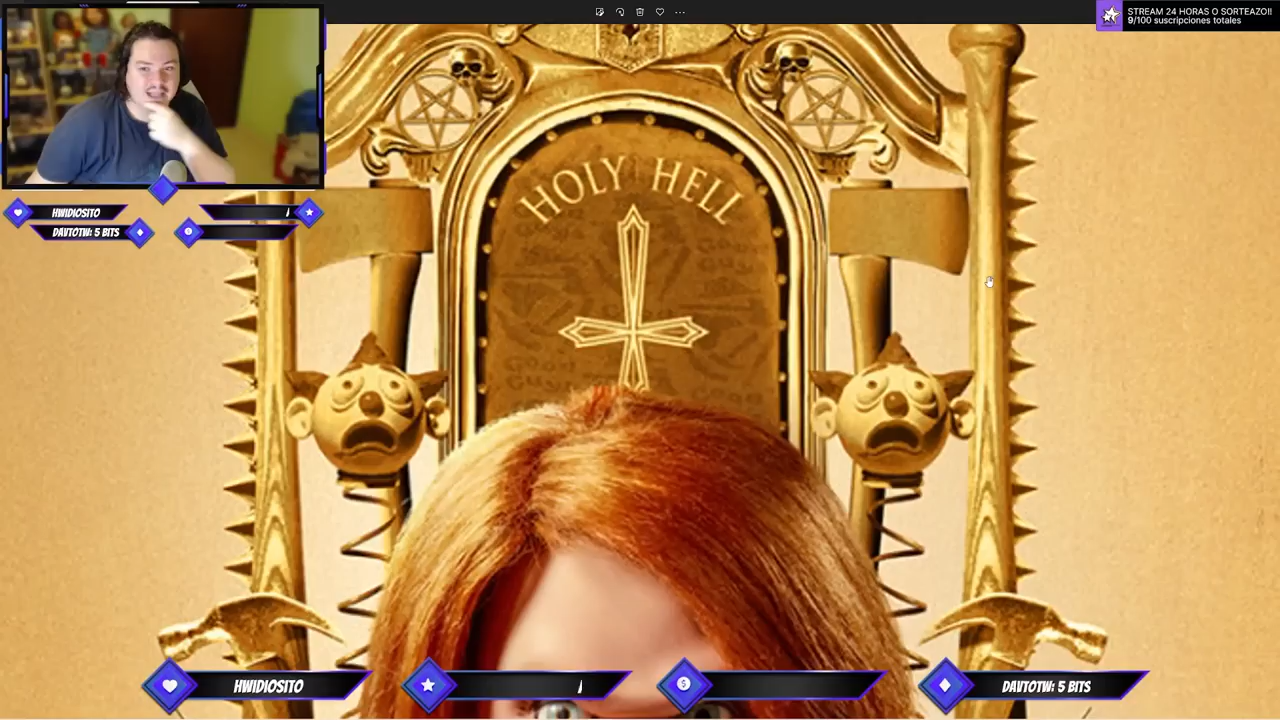 STREAM 24 HORAS O SORTEAZO!!
9/100 suscripciones totales
HOLY HELL
HWIDIOSITO
DAVTOTW: 5 BITS
HWIDIOSITO
DAVTOTW: 5 BITS